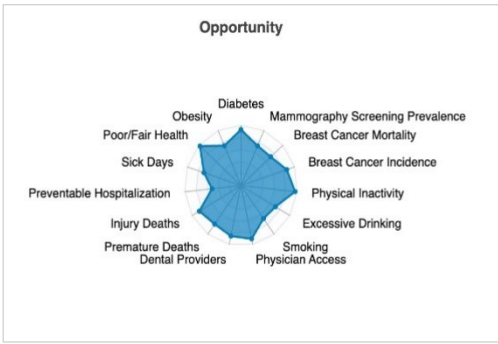 Opportunity
Diabetes
Mammography Screening Prevalence
Breast Cancer Mortality
Breast Cancer Incidence
Physical Inactivity
Excessive Drinking
Smoking
Physician Access
Dental Providers
Premature Deaths
Injury Deaths
Preventable Hospitalization
Sick Days
Poor/Fair Health
Obesity